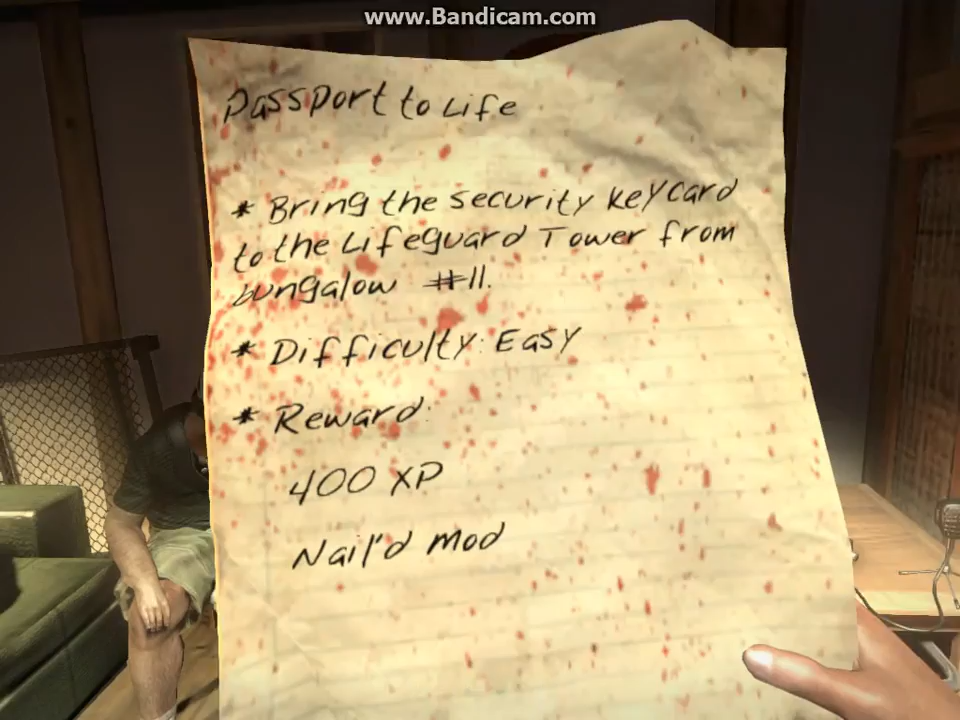 www.Bandicam.com
Passport to Life
* Bring the security keycard
to the Lifeguard Tower from
bungalow #11.
* Difficulty: Easy
* Reward:
400 XP
Nail'd Mod